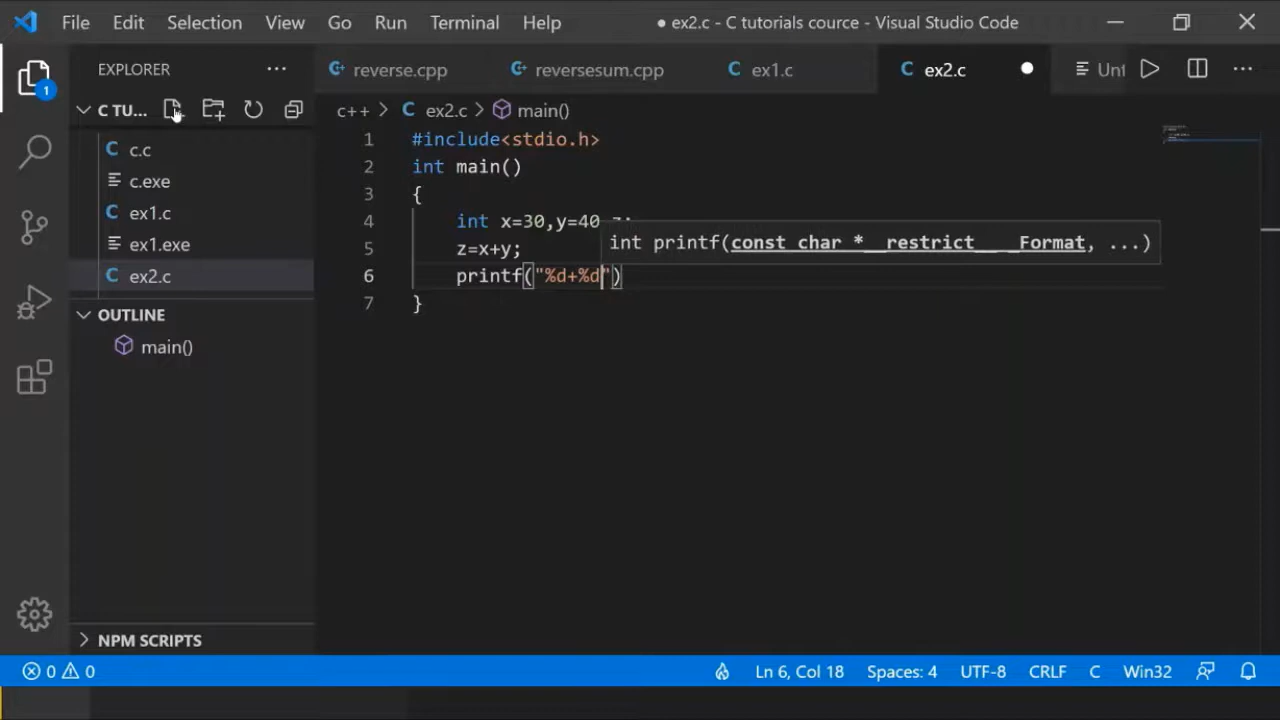 File Edit Selection View Go Run Terminal Help ● ex2.c - C tutorials cource - Visual Studio Code
EXPLORER ··· reverse.cpp reversesum.cpp ex1.c ex2.c Unt ···
C TU... c++ > C ex2.c > main()
1 #include<stdio.h>
c.c
2 int main()
c.exe
3 {
ex1.c
4 int x=30,y=40,z;
ex1.exe
5 z=x+y; int printf(const char *__restrict____Format, ...)
ex2.c
6 printf("%d+%d")
7 }
OUTLINE
main()
NPM SCRIPTS
0 0 Ln 6, Col 18 Spaces: 4 UTF-8 CRLF C Win32
1